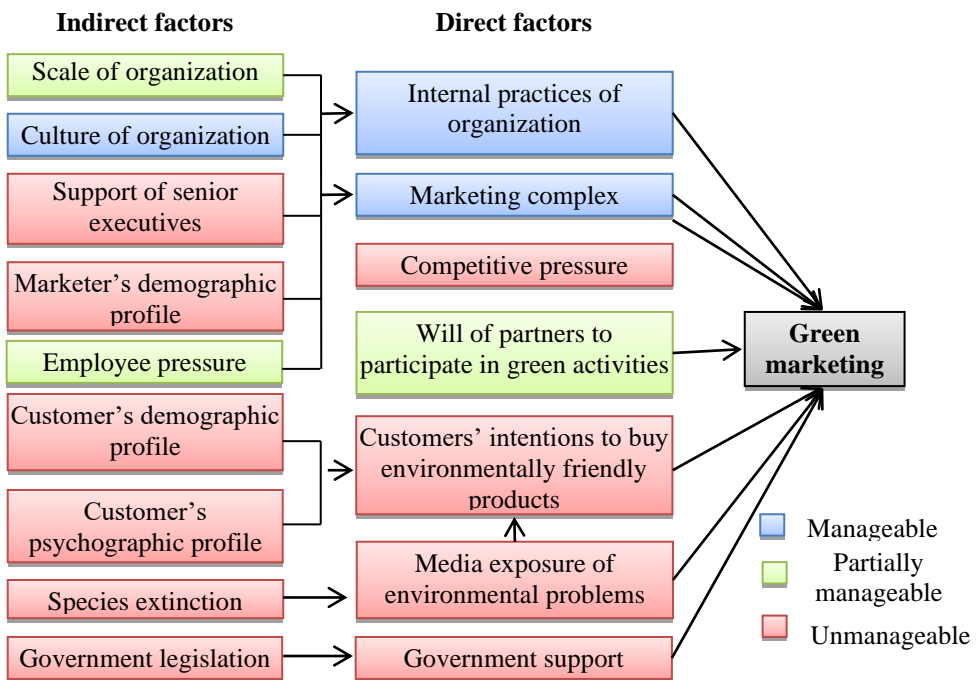 Indirect factors
Scale of organization
Culture of organization
Support of senior
executives
Marketer's demographic
profile
Employee pressure
Customer's demographic
profile
Customer's
psychographic profile
Species extinction
Government legislation
Direct factors
Internal practices of
organization
Marketing complex
Competitive pressure
Will of partners to
participate in green activities
Customers' intentions to buy
environmentally friendly
products
Media exposure of
environmental problems
Government support
Green
marketing
Manageable
Partially
manageable
Unmanageable